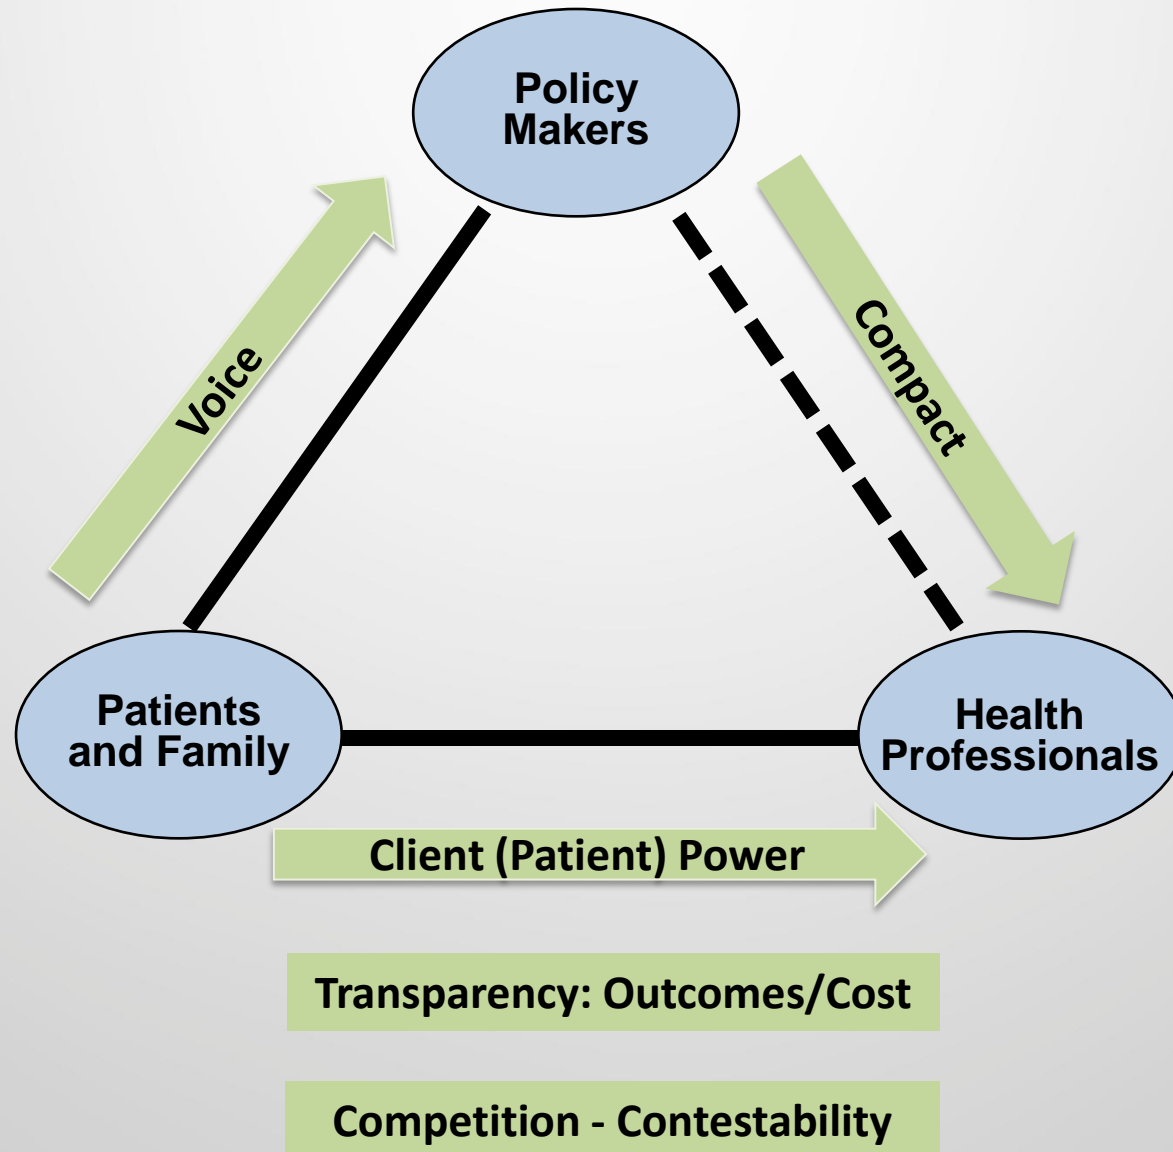 Policy
Makers
Voice
Compact
Patients
and Family
Health
Professionals
Client (Patient) Power
Transparency: Outcomes/Cost
Competition - Contestability